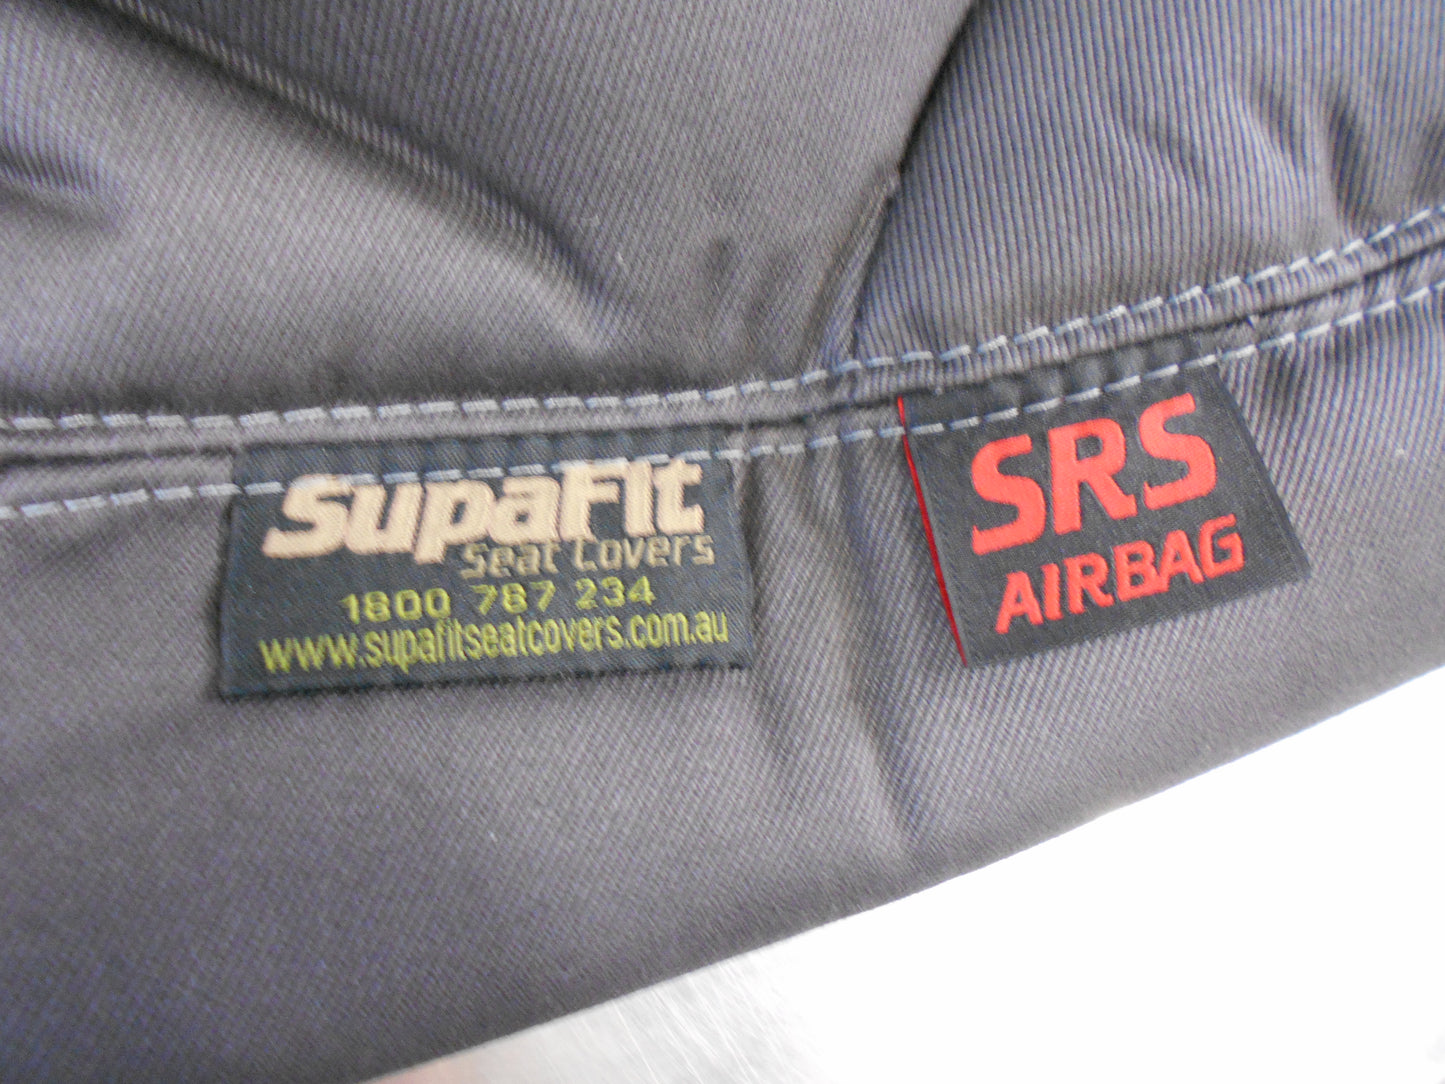 SupaFit
Seat Covers
1800 787 234
www.supafitseatcovers.com.au
SRS
AIRBAG